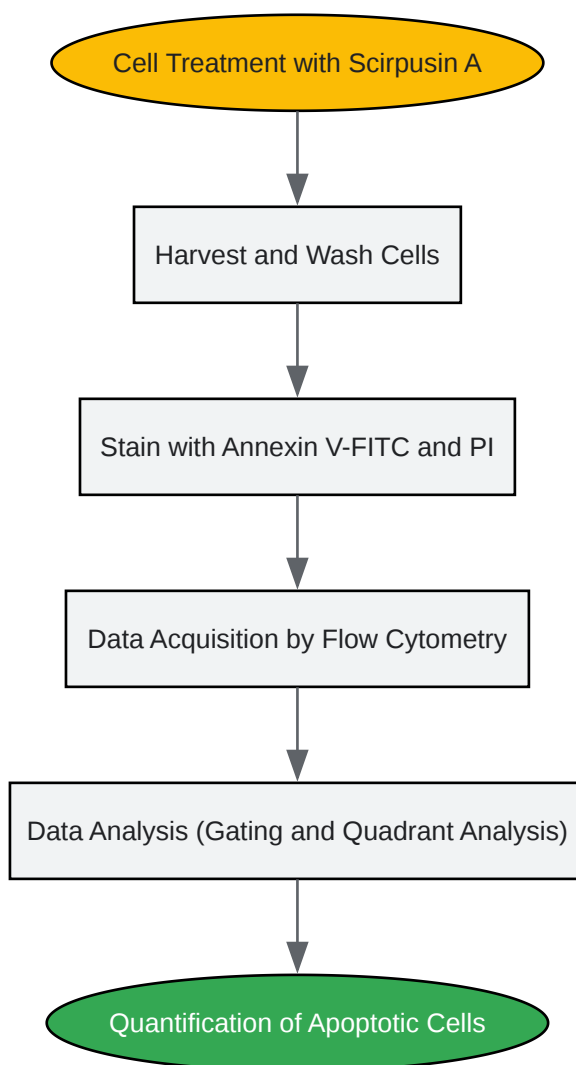 Cell Treatment with Scirpusin A
Harvest and Wash Cells
Stain with Annexin V-FITC and PI
Data Acquisition by Flow Cytometry
Data Analysis (Gating and Quadrant Analysis)
Quantification of Apoptotic Cells